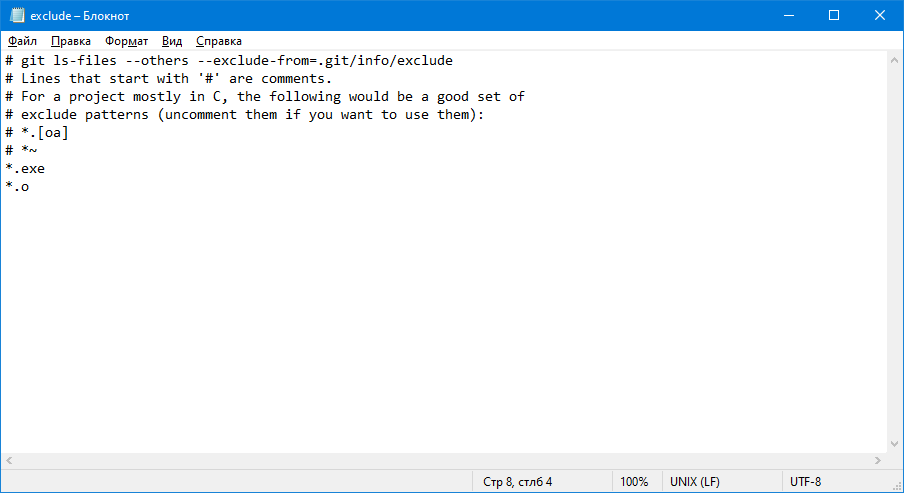 exclude – Блокнот
Файл Правка Формат Вид Справка
# git ls-files --others --exclude-from=.git/info/exclude
# Lines that start with '#' are comments.
# For a project mostly in C, the following would be a good set of
# exclude patterns (uncomment them if you want to use them):
# *.[oa]
# *~
*.exe
*.o
Стр 8, стлб 4 100% UNIX (LF) UTF-8